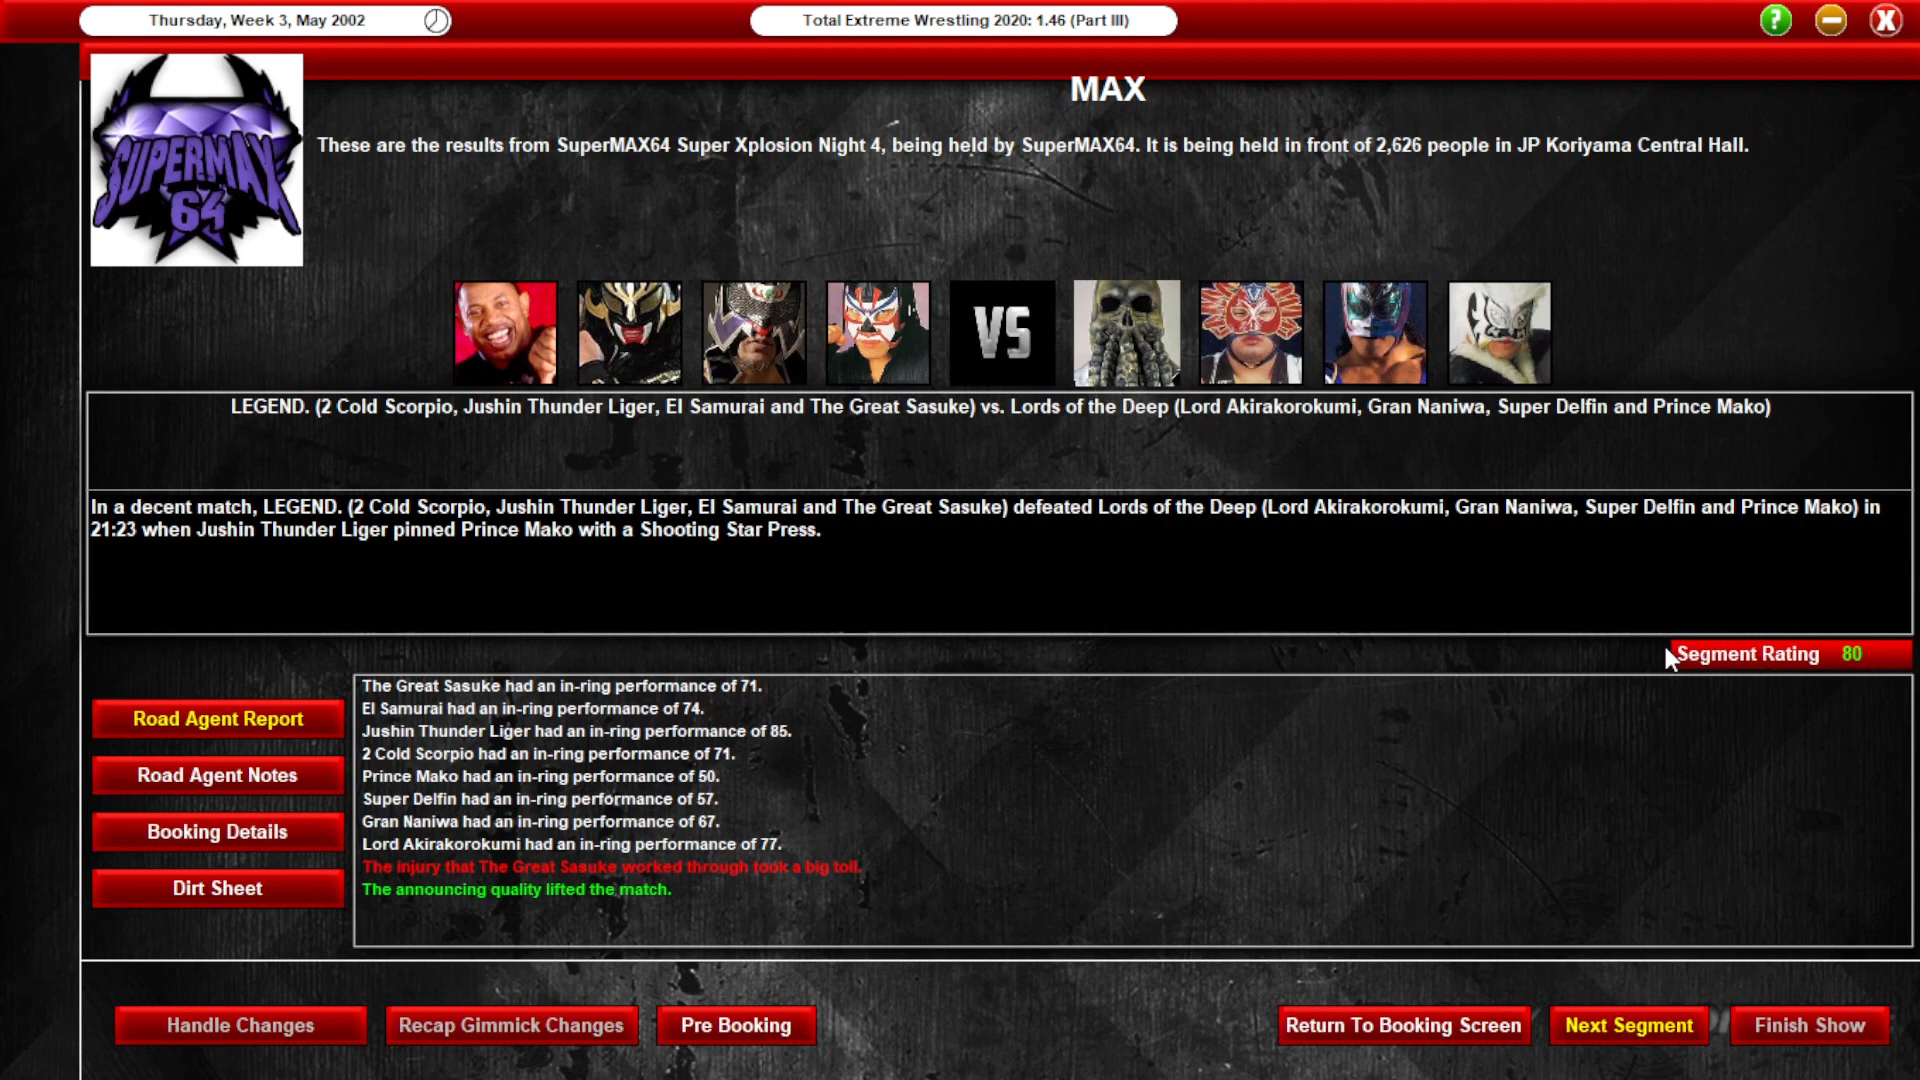 Thursday, Week 3, May 2002
Total Extreme Wrestling 2020: 1.46 (Part III)
?
X
SUPERMAX
64
MAX
These are the results from SuperMAX64 Super Xplosion Night 4, being held by SuperMAX64. It is being held in front of 2,626 people in JP Koriyama Central Hall.
VS
LEGEND. (2 Cold Scorpio, Jushin Thunder Liger, El Samurai and The Great Sasuke) vs. Lords of the Deep (Lord Akirakorokumi, Gran Naniwa, Super Delfin and Prince Mako)
In a decent match, LEGEND. (2 Cold Scorpio, Jushin Thunder Liger, El Samurai and The Great Sasuke) defeated Lords of the Deep (Lord Akirakorokumi, Gran Naniwa, Super Delfin and Prince Mako) in
21:23 when Jushin Thunder Liger pinned Prince Mako with a Shooting Star Press.
Segment Rating 80
Road Agent Report
Road Agent Notes
Booking Details
Dirt Sheet
The Great Sasuke had an in-ring performance of 71.
El Samurai had an in-ring performance of 74.
Jushin Thunder Liger had an in-ring performance of 85.
2 Cold Scorpio had an in-ring performance of 71.
Prince Mako had an in-ring performance of 50.
Super Delfin had an in-ring performance of 57.
Gran Naniwa had an in-ring performance of 67.
Lord Akirakorokumi had an in-ring performance of 77.
The injury that The Great Sasuke worked through took a big toll.
The announcing quality lifted the match.
Handle Changes
Recap Gimmick Changes
Pre Booking
Return To Booking Screen
Next Segment
Finish Show